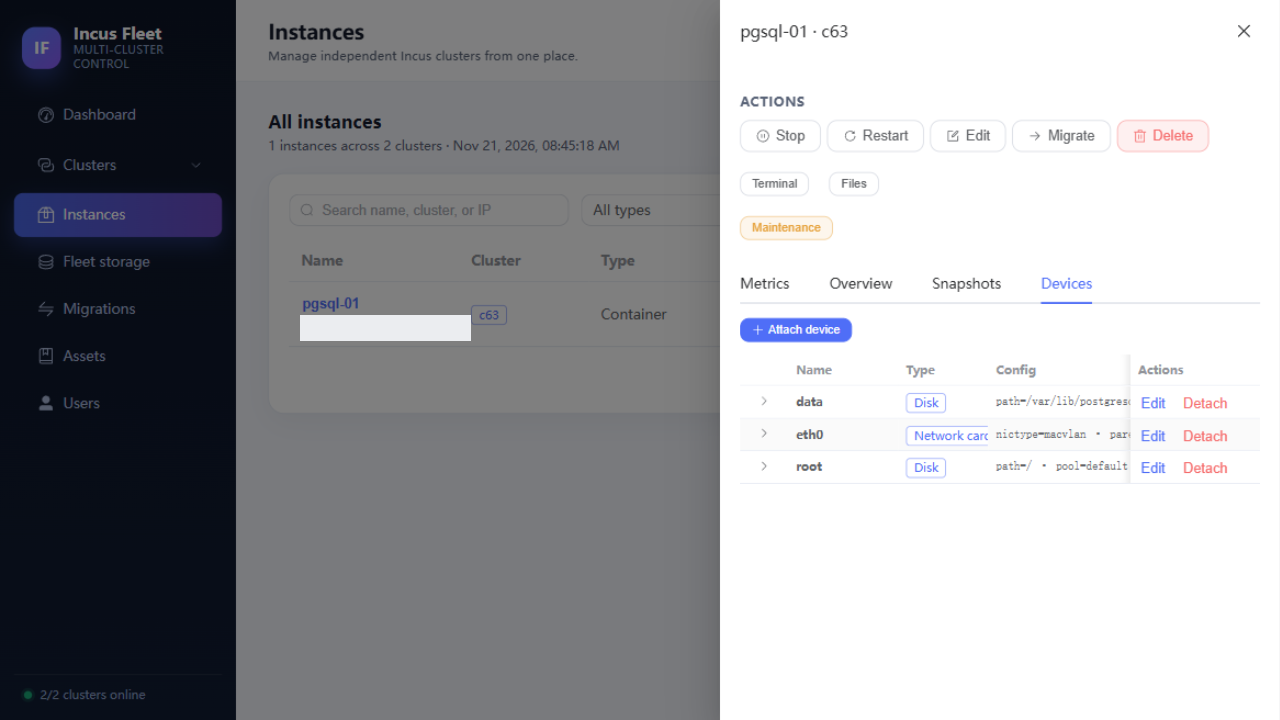 IF
Incus Fleet
MULTI-CLUSTER
CONTROL
Dashboard
Clusters
Instances
Fleet storage
Migrations
Assets
Users
2/2 clusters online
Instances
Manage independent Incus clusters from one place.
All instances
1 instances across 2 clusters · Nov 21, 2026, 08:45:18 AM
Search name, cluster, or IP
All types
Name Cluster Type
pgsql-01
c63
Container
pgsql-01 · c63
ACTIONS
Stop Restart Edit Migrate Delete
Terminal Files
Maintenance
Metrics Overview Snapshots Devices
Attach device
Name Type Config Actions
data Disk path=/var/lib/postgres Edit Detach
eth0 Network card nictype=macvlan · par Edit Detach
root Disk path=/ · pool=default Edit Detach